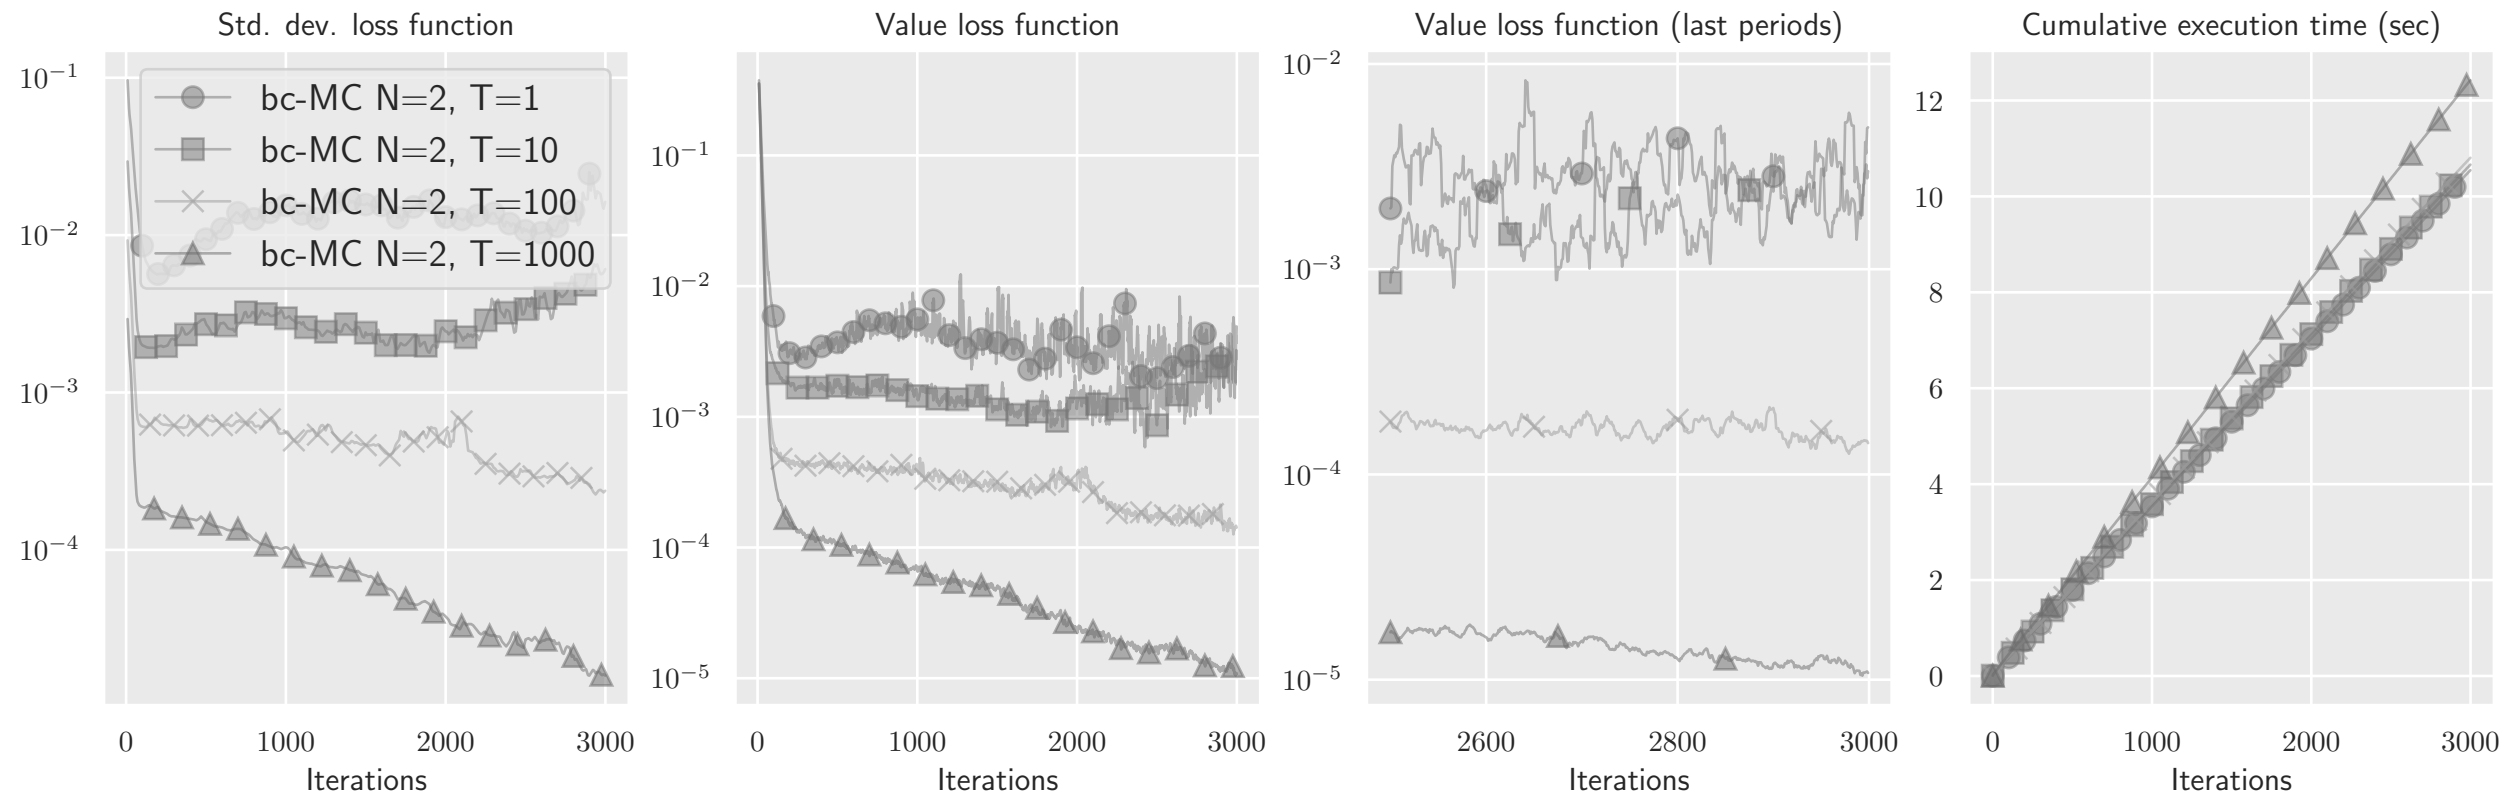 Std. dev. loss function
10⁻¹
10⁻²
10⁻³
10⁻⁴
bc-MC N=2, T=1
bc-MC N=2, T=10
bc-MC N=2, T=100
bc-MC N=2, T=1000
0 1000 2000 3000
Iterations
Value loss function
10⁻¹
10⁻²
10⁻³
10⁻⁴
10⁻⁵
0 1000 2000 3000
Iterations
Value loss function (last periods)
10⁻²
10⁻³
10⁻⁴
10⁻⁵
2600 2800 3000
Iterations
Cumulative execution time (sec)
12
10
8
6
4
2
0
0 1000 2000 3000
Iterations